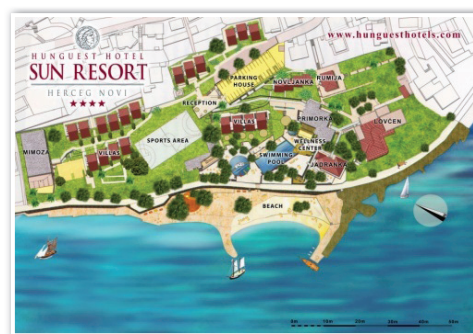 www.hunguesthotels.com
HUNGUEST HOTEL
SUN RESORT
HERCEG NOVI
★★★★
PARKING
HOUSE
NOVLJANKA
RUMIJA
RECEPTION
PRIMORKA
LOVĆEN
VILLAS
SPORTS AREA
MIMOZA
VILLAS
WELLNESS
CENTER
SWIMMING
POOL
JADRANKA
BEACH